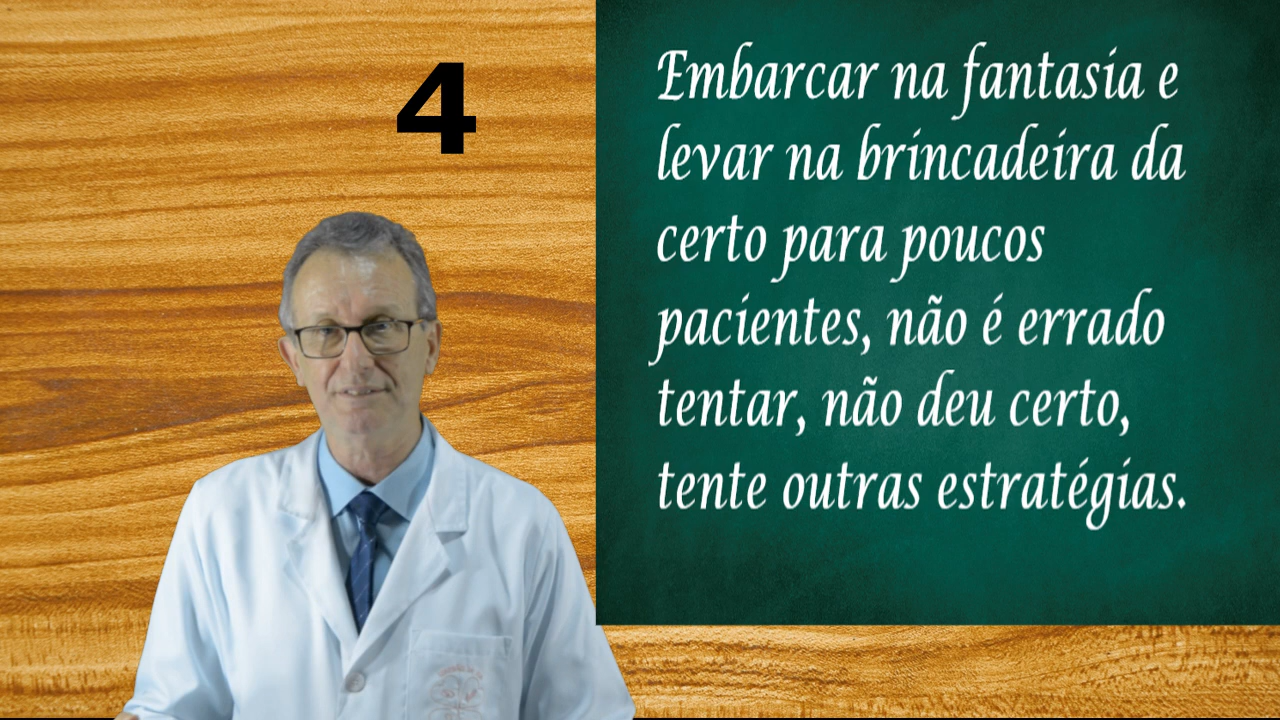 4
Embarcar na fantasia e
levar na brincadeira da
certo para poucos
pacientes, não é errado
tentar, não deu certo,
tente outras estratégias.